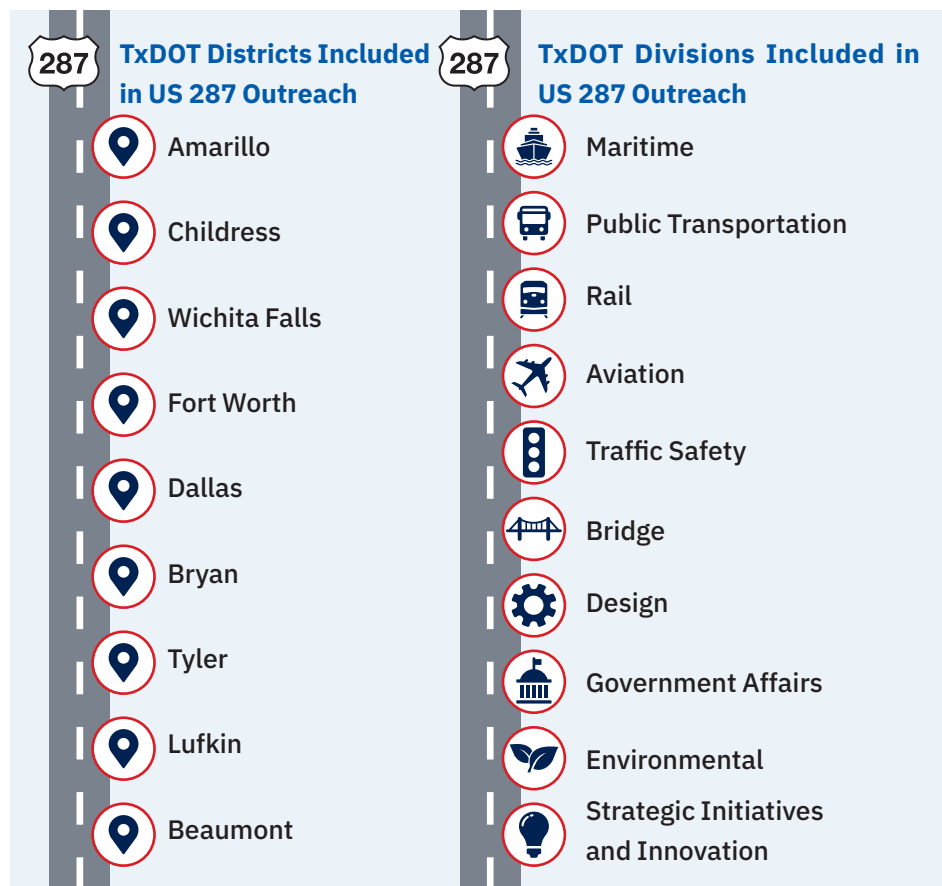 287
TxDOT Districts Included
in US 287 Outreach
Amarillo
Childress
Wichita Falls
Fort Worth
Dallas
Bryan
Tyler
Lufkin
Beaumont
287
TxDOT Divisions Included in
US 287 Outreach
Maritime
Public Transportation
Rail
Aviation
Traffic Safety
Bridge
Design
Government Affairs
Environmental
Strategic Initiatives
and Innovation